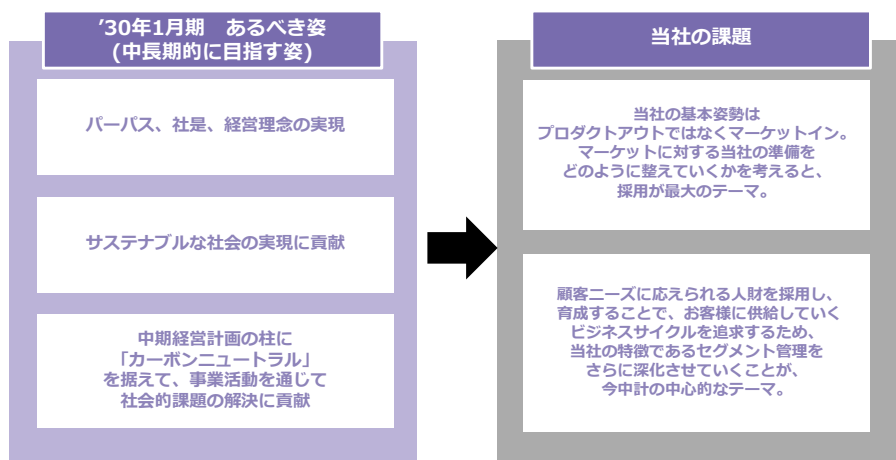 ’30年1月期　あるべき姿
(中長期的に目指す姿)
パーパス、社是、経営理念の実現
サステナブルな社会の実現に貢献
中期経営計画の柱に
「カーボンニュートラル」
を据えて、事業活動を通じて
社会的課題の解決に貢献
当社の課題
当社の基本姿勢は
プロダクトアウトではなくマーケットイン。
マーケットに対する当社の準備を
どのように整えていくかを考えると、
採用が最大のテーマ。
顧客ニーズに応えられる人財を採用し、
育成することで、お客様に供給していく
ビジネスサイクルを追求するため、
当社の特徴であるセグメント管理を
さらに深化させていくことが、
今中計の中心的なテーマ。